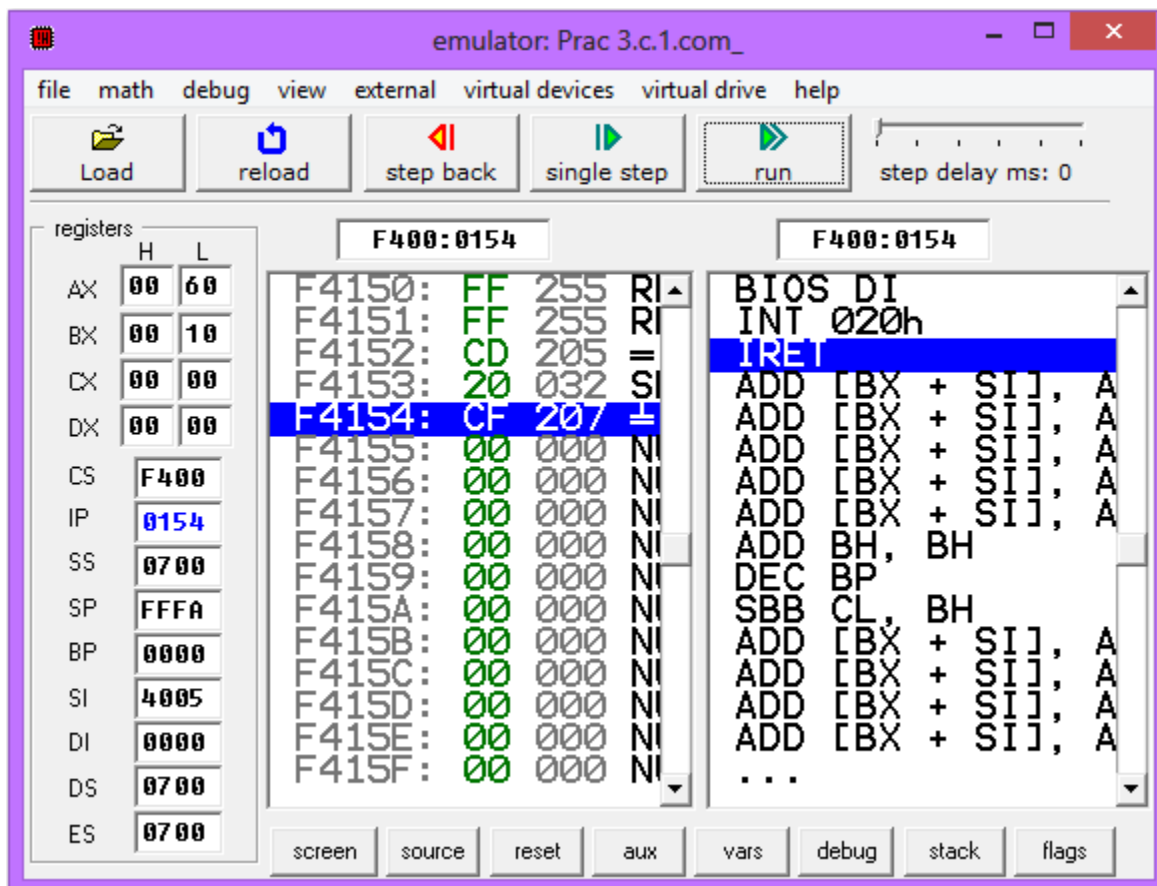 emulator: Prac 3.c.1.com_
file math debug view external virtual devices virtual drive help
Load reload step back single step run step delay ms: 0
registers
H L
F400:0154 F400:0154
AX 00 60
BX 00 10
CX 00 00
DX 00 00
CS F400
IP 0154
SS 0700
SP FFFA
BP 0000
SI 4005
DI 0000
DS 0700
ES 0700
F4150: FF 255
F4151: FF 255
F4152: CD 205 =
F4153: 20 032
F4154: CF 207 ╧
F4155: 00 000
F4156: 00 000
F4157: 00 000
F4158: 00 000
F4159: 00 000
F415A: 00 000
F415B: 00 000
F415C: 00 000
F415D: 00 000
F415E: 00 000
F415F: 00 000
BIOS DI
INT 020h
IRET
ADD [BX + SI], A
ADD [BX + SI], A
ADD [BX + SI], A
ADD [BX + SI], A
ADD [BX + SI], A
ADD BH, BH
DEC BP
SBB CL, BH
ADD [BX + SI], A
ADD [BX + SI], A
ADD [BX + SI], A
ADD [BX + SI], A
...
screen source reset aux vars debug stack flags